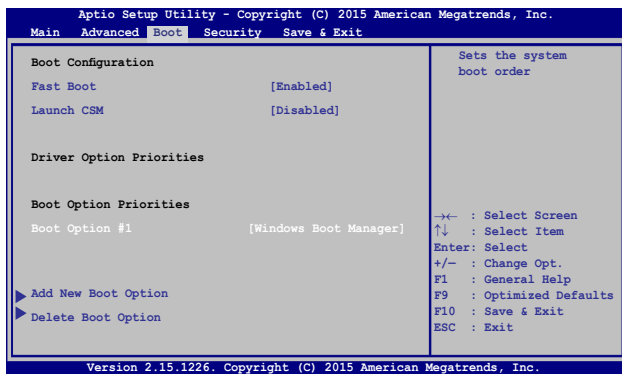 Aptio Setup Utility - Copyright (C) 2015 American Megatrends, Inc.
Main Advanced Boot Security Save & Exit
Boot Configuration
Fast Boot [Enabled]
Launch CSM [Disabled]
Driver Option Priorities
Boot Option Priorities
Boot Option #1 [Windows Boot Manager]
Add New Boot Option
Delete Boot Option
Sets the system
boot order
→← : Select Screen
↑↓ : Select Item
Enter: Select
+/— : Change Opt.
F1 : General Help
F9 : Optimized Defaults
F10 : Save & Exit
ESC : Exit
Version 2.15.1226. Copyright (C) 2015 American Megatrends, Inc.